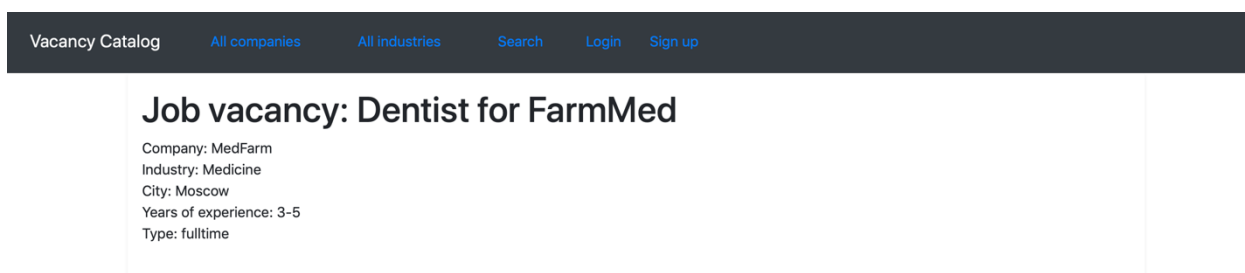 Vacancy Catalog All companies All industries Search Login Sign up
Job vacancy: Dentist for FarmMed
Company: MedFarm
Industry: Medicine
City: Moscow
Years of experience: 3-5
Type: fulltime